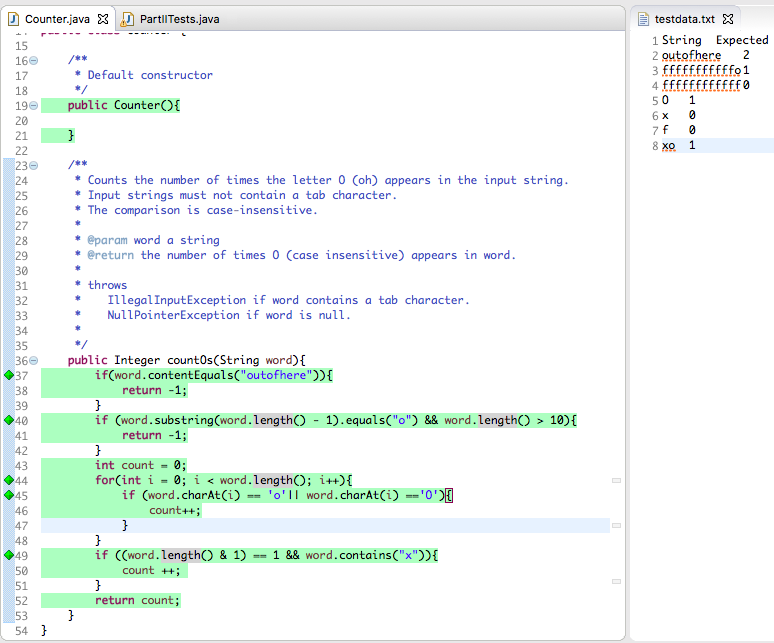 Counter.java
PartIITests.java
testdata.txt
15
16 /**
17 * Default constructor
18 */
19 public Counter(){
20
21 }
22
23 /**
24 * Counts the number of times the letter O (oh) appears in the input string.
25 * Input strings must not contain a tab character.
26 * The comparison is case-insensitive.
27 *
28 * @param word a string
29 * @return the number of times O (case insensitive) appears in word.
30 *
31 * throws
32 * IllegalInputException if word contains a tab character.
33 * NullPointerException if word is null.
34 *
35 */
36 public Integer countOs(String word){
37 if(word.contentEquals("outofhere")){
38 return -1;
39 }
40 if (word.substring(word.length() - 1).equals("o") && word.length() > 10){
41 return -1;
42 }
43 int count = 0;
44 for(int i = 0; i < word.length(); i++){
45 if (word.charAt(i) == 'o'|| word.charAt(i) =='O'){
46 count++;
47 }
48 }
49 if ((word.length() & 1) == 1 && word.contains("x")){
50 count ++;
51 }
52 return count;
53 }
54 }
1 String Expected
2 outofhere 2
3 fffffffffffo 1
4 ffffffffffff 0
5 O 1
6 x 0
7 f 0
8 xo 1